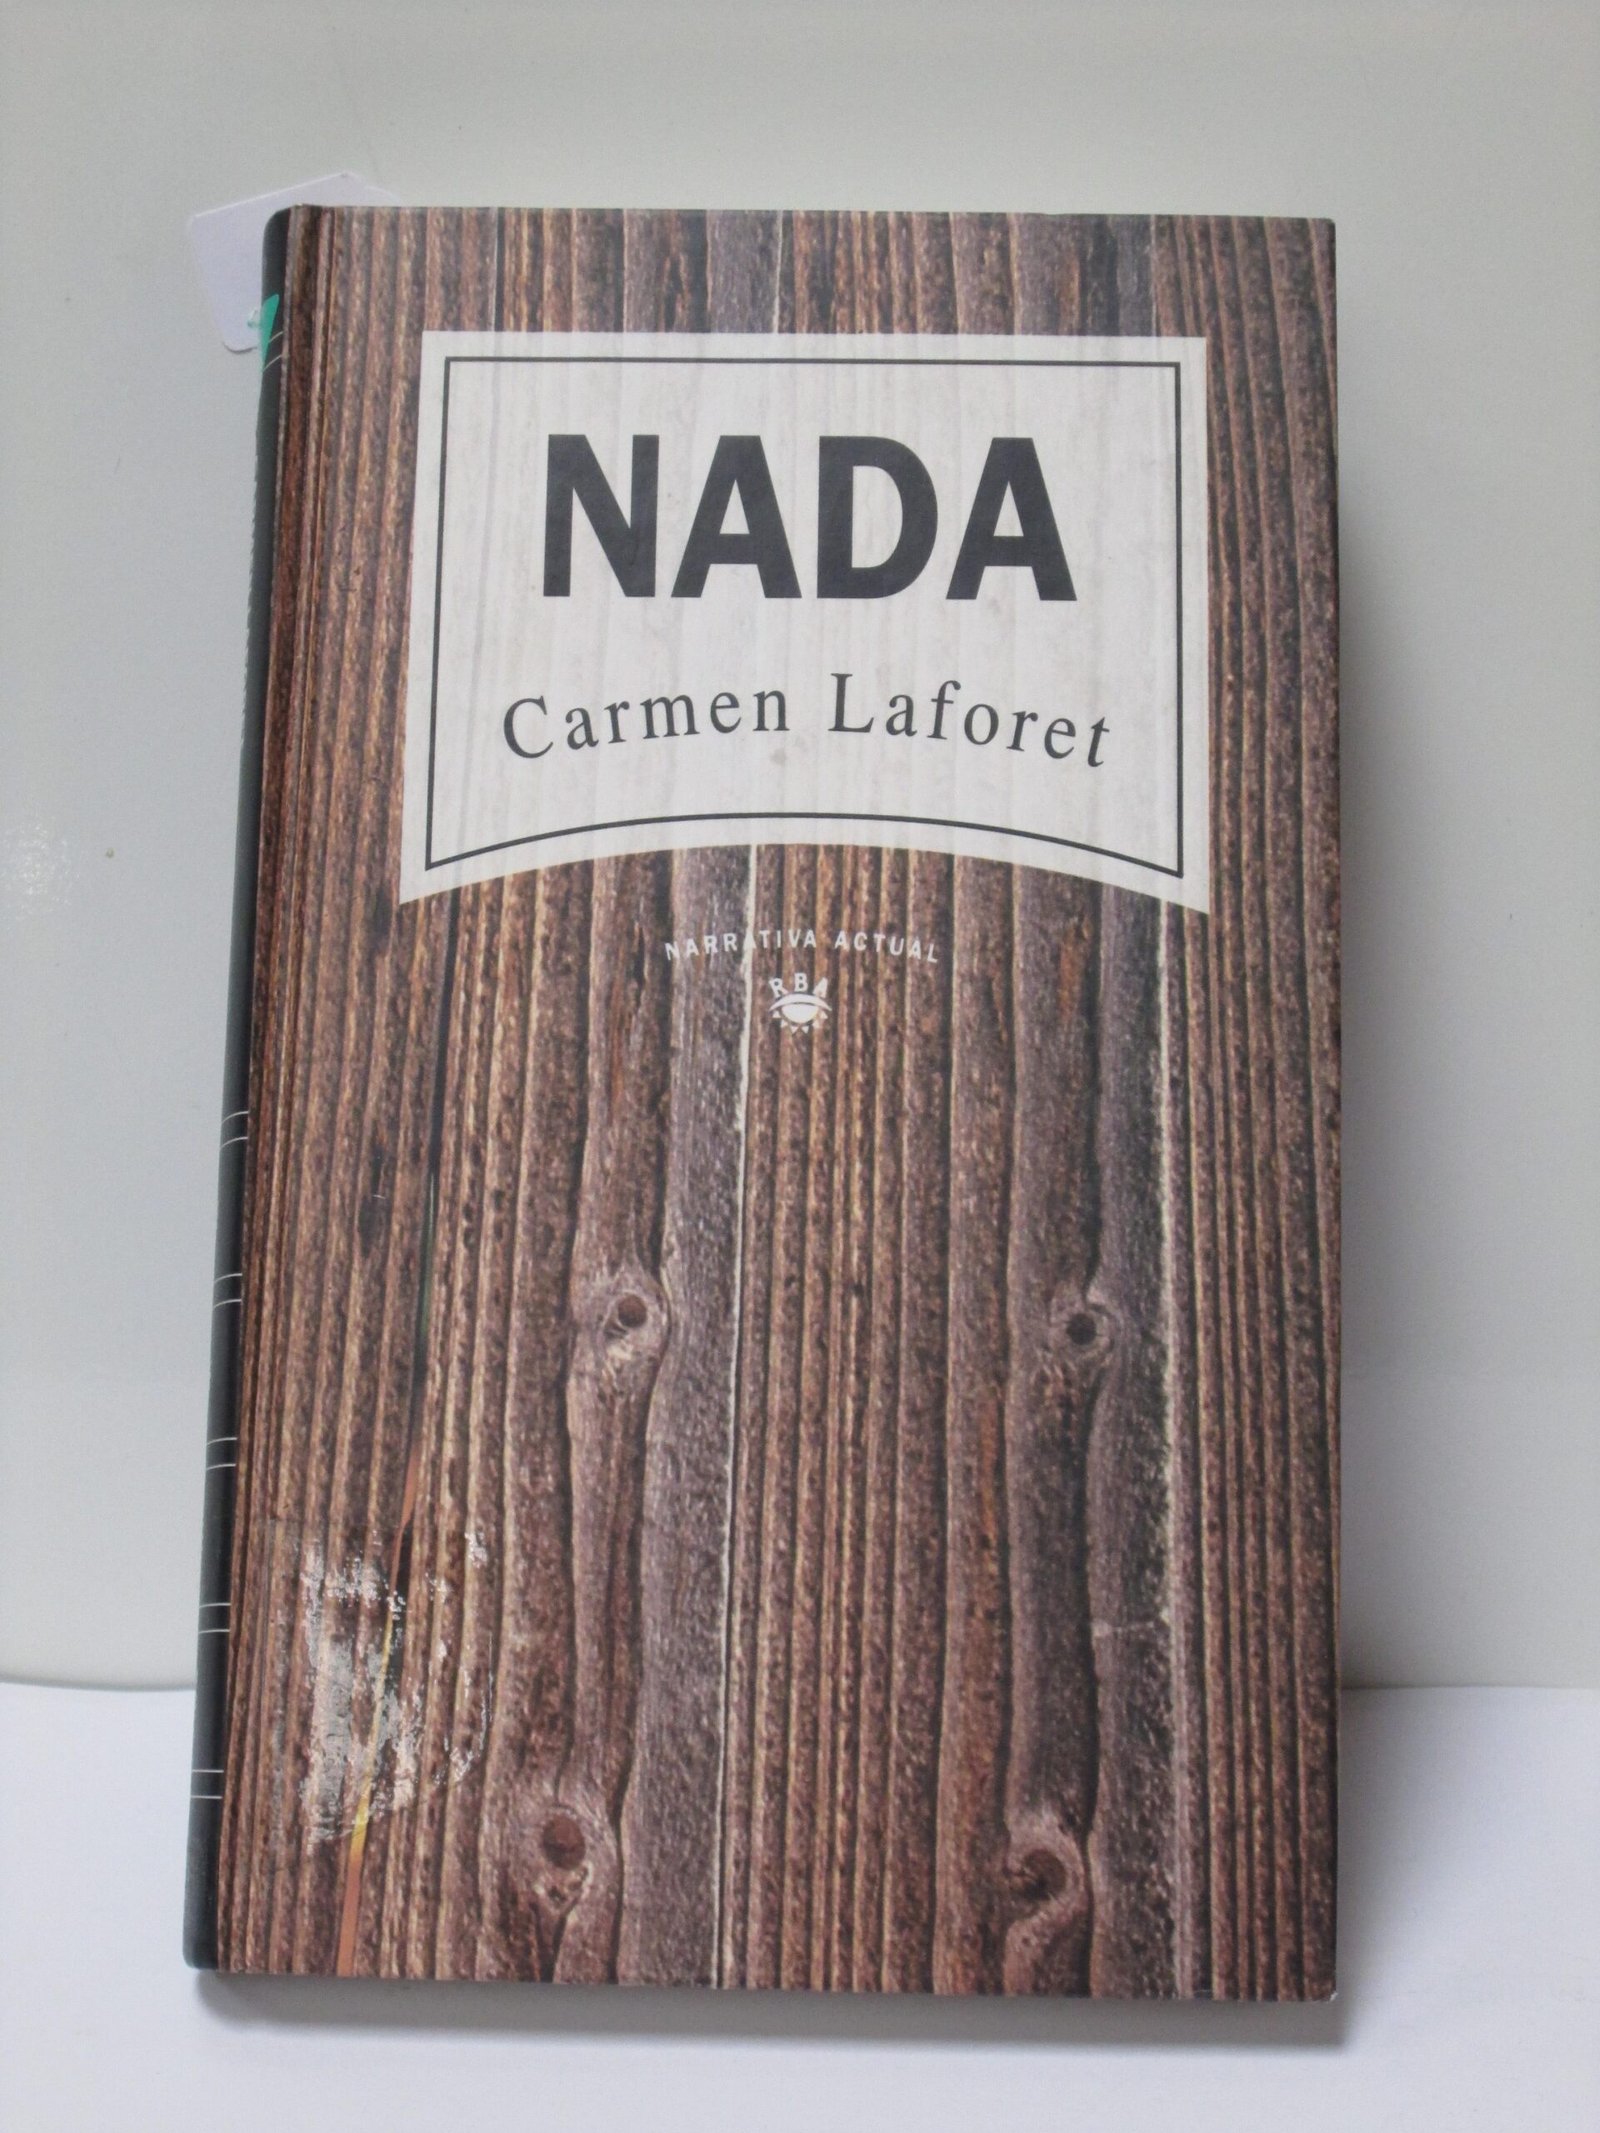 NADA
Carmen Laforet
NARRATIVA ACTUAL
RBA